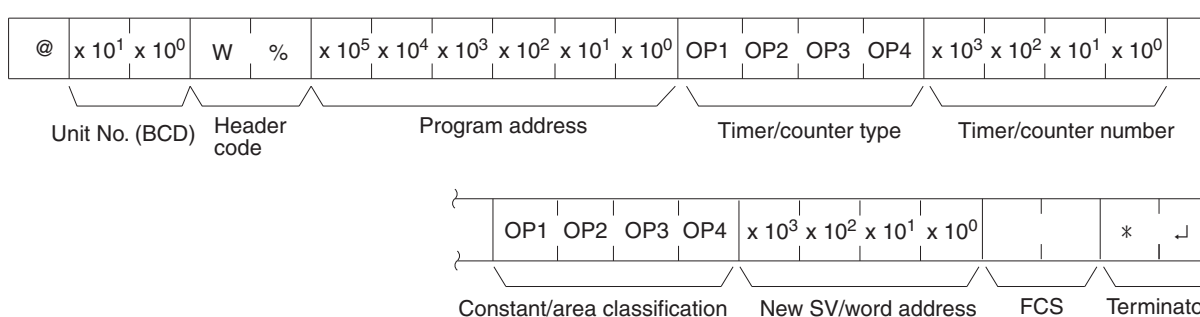 @ x 10¹ x 10⁰ W % x 10⁵ x 10⁴ x 10³ x 10² x 10¹ x 10⁰ OP1 OP2 OP3 OP4 x 10³ x 10² x 10¹ x 10⁰
Unit No. (BCD) Header code Program address Timer/counter type Timer/counter number
OP1 OP2 OP3 OP4 x 10³ x 10² x 10¹ x 10⁰ * ↵
Constant/area classification New SV/word address FCS Terminato